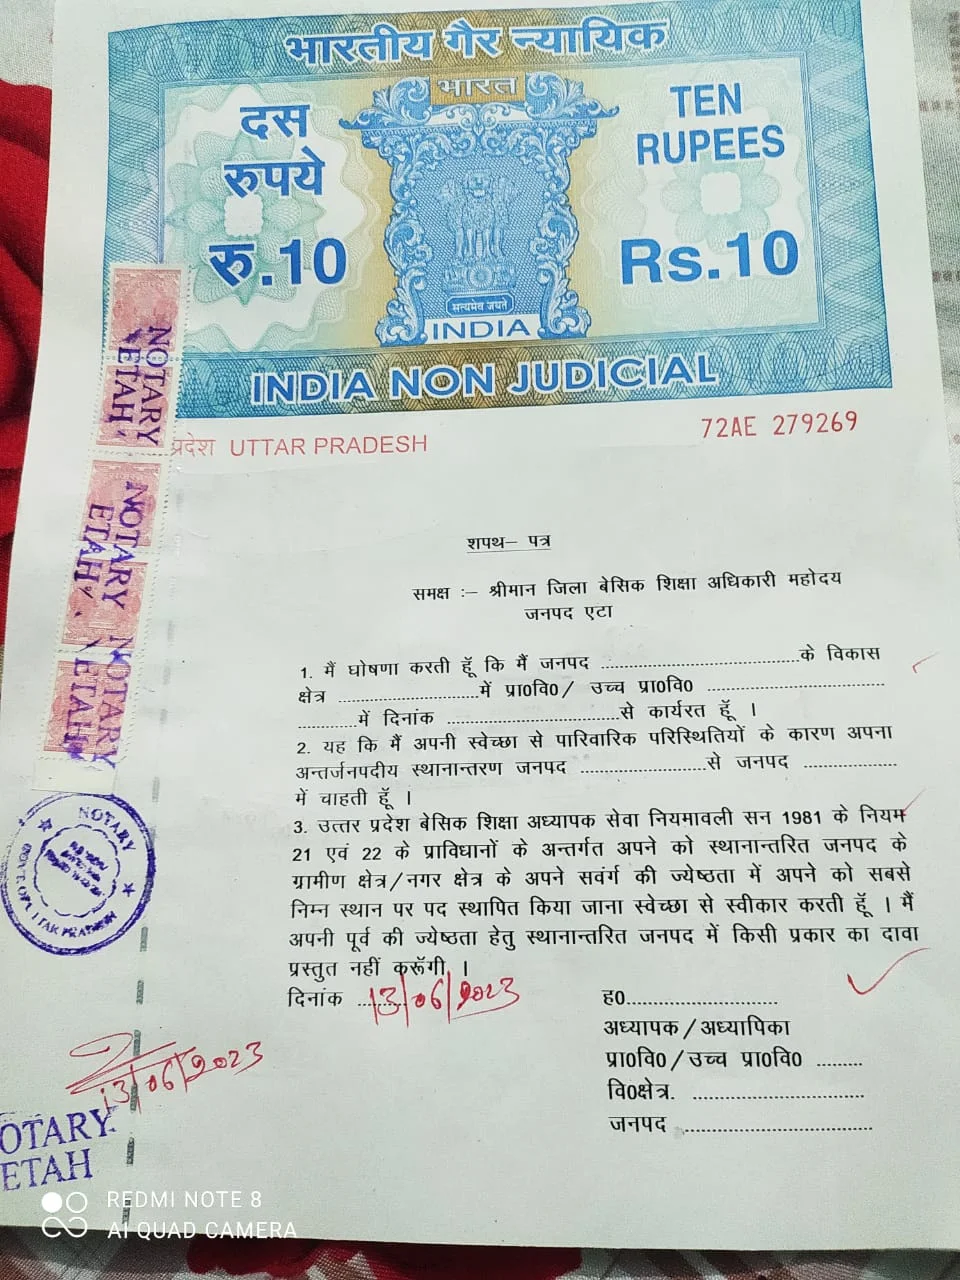 भारतीय गैर न्यायिक
भारत
दस
रुपये
रु.10
TEN
RUPEES
Rs.10
सत्यमेव जयते
INDIA
INDIA NON JUDICIAL
प्रदेश UTTAR PRADESH
72AE 279269
NOTARY
ETAH
NOTARY
ETAH
NOTARY
ETAH
शपथ– पत्र
समक्ष :– श्रीमान जिला बेसिक शिक्षा अधिकारी महोदय
जनपद एटा
1. मैं घोषणा करती हूँ कि मैं जनपद ..............................के विकास
क्षेत्र .....................में प्रा0वि0/ उच्च प्रा0वि0 ...........................
.........में दिनांक ..........................से कार्यरत हूँ ।
2. यह कि मैं अपनी स्वेच्छा से पारिवारिक परिस्थितियों के कारण अपना
अन्तर्जनपदीय स्थानान्तरण जनपद ...................से जनपद ..............
में चाहती हूँ ।
3. उत्तर प्रदेश बेसिक शिक्षा अध्यापक सेवा नियमावली सन 1981 के नियम
21 एवं 22 के प्राविधानों के अन्तर्गत अपने को स्थानान्तरित जनपद के
ग्रामीण क्षेत्र/नगर क्षेत्र के अपने सवंर्ग की ज्येष्ठता में अपने को सबसे
निम्न स्थान पर पद स्थापित किया जाना स्वेच्छा से स्वीकार करती हूँ । मैं
अपनी पूर्व की ज्येष्ठता हेतु स्थानान्तरित जनपद में किसी प्रकार का दावा
प्रस्तुत नहीं करूँगी ।
दिनांक ........13/06/2023
ह0.......................
अध्यापक/अध्यापिका
प्रा0वि0/उच्च प्रा0वि0 .......
वि0क्षेत्र. ..........................
जनपद .............................
NOTARY
GOVT. OF UTTAR PRADESH
13/06/2023
OTARY
ETAH
REDMI NOTE 8
AI QUAD CAMERA